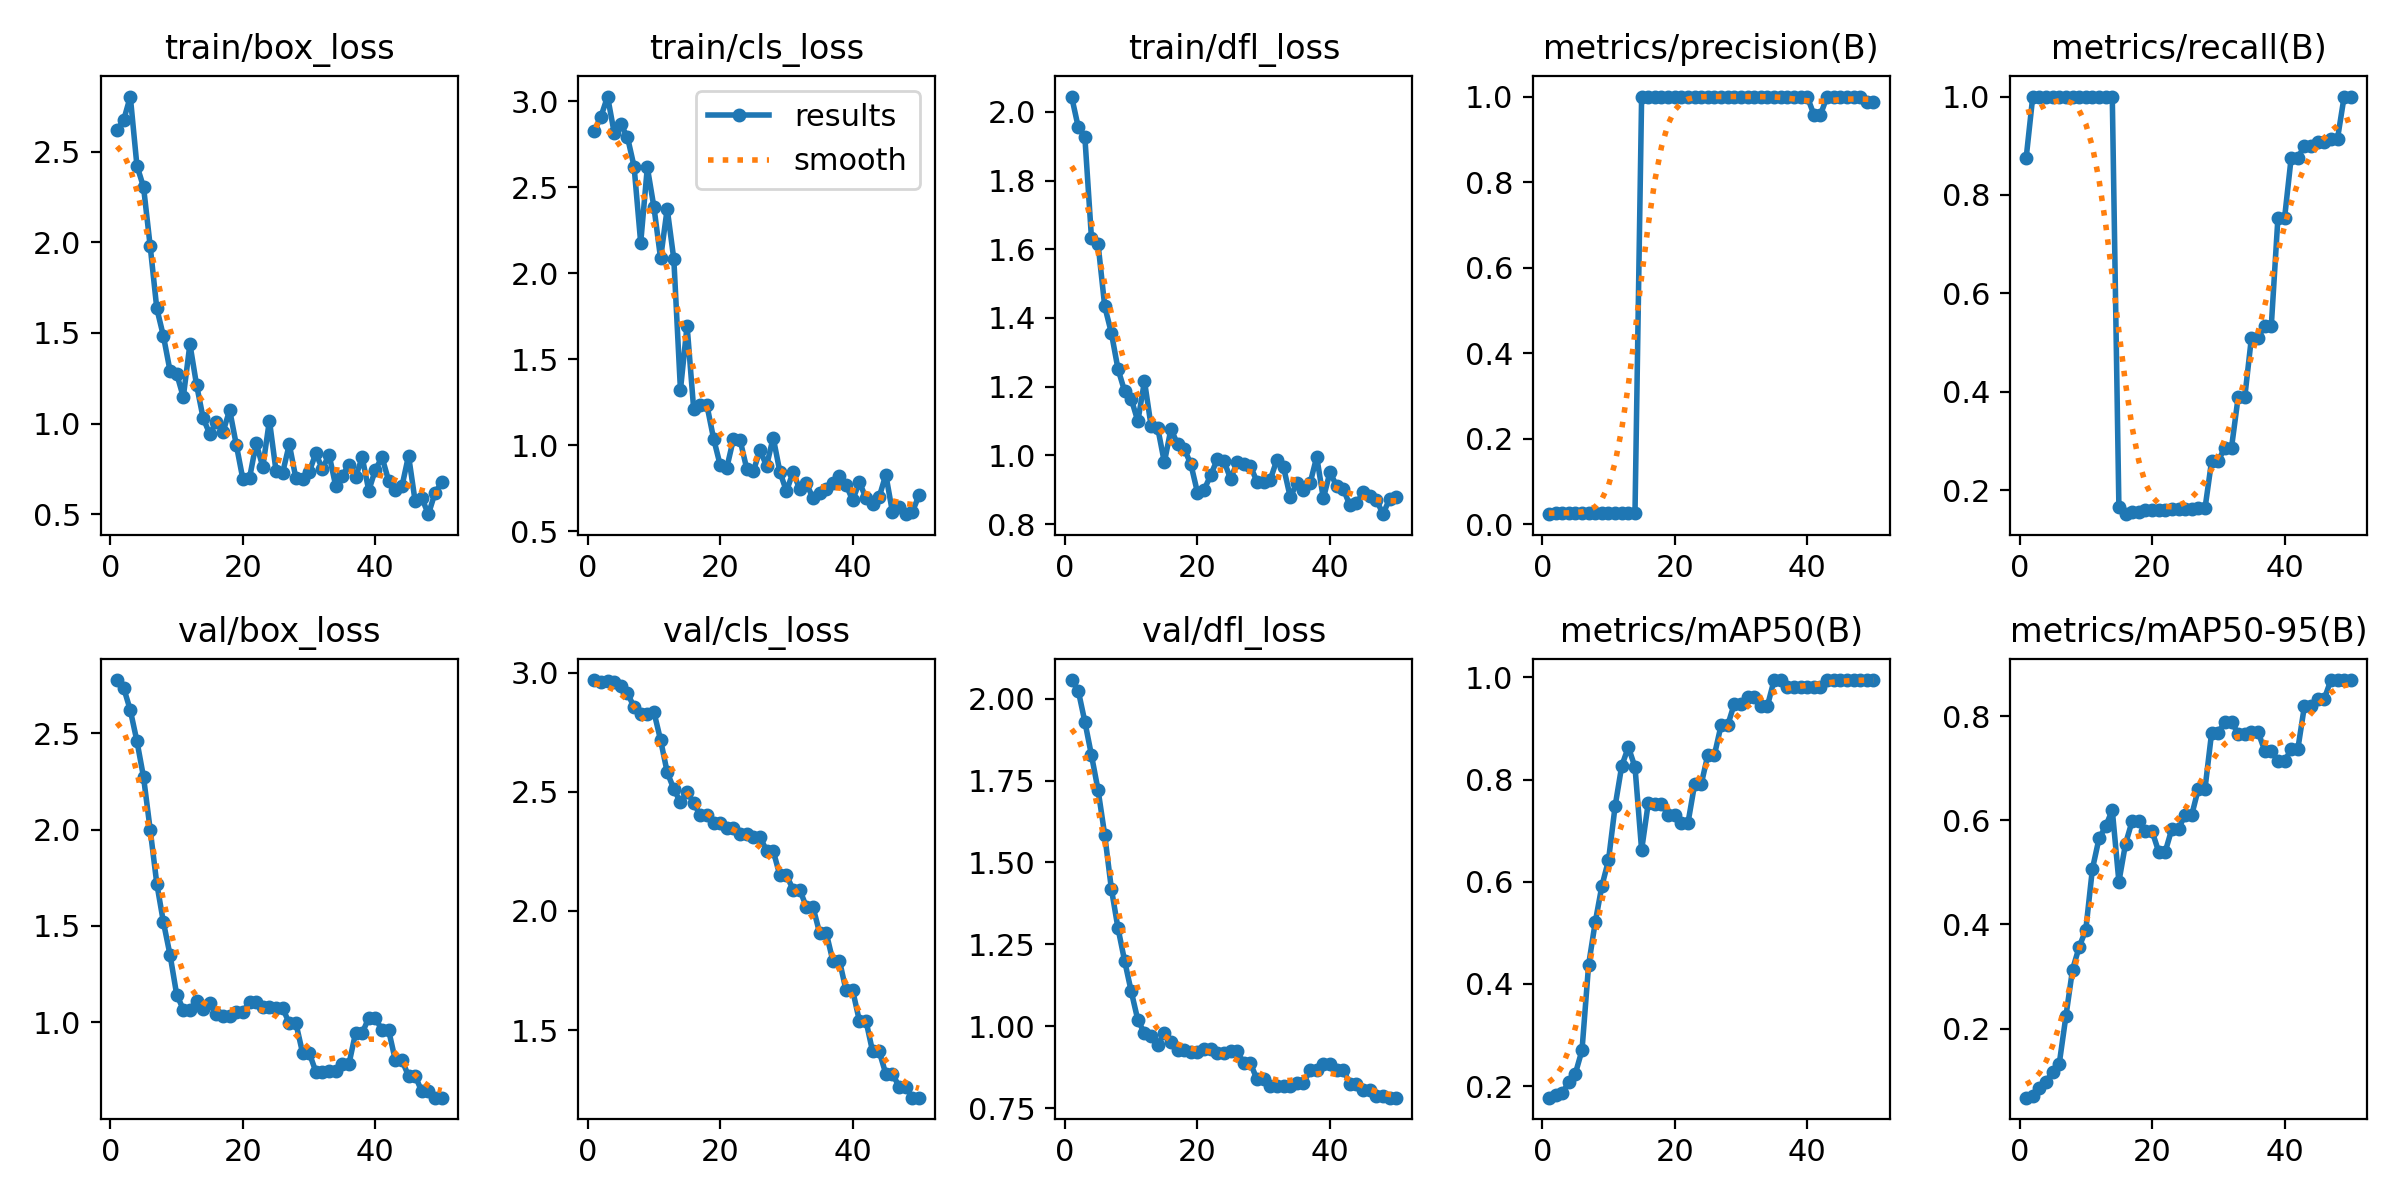 train/box_loss
train/cls_loss
train/dfl_loss
metrics/precision(B)
metrics/recall(B)
2.5
2.0
1.5
1.0
0.5
0 20 40
3.0
2.5
2.0
1.5
1.0
0.5
0 20 40
results
smooth
2.0
1.8
1.6
1.4
1.2
1.0
0.8
0 20 40
1.0
0.8
0.6
0.4
0.2
0.0
0 20 40
1.0
0.8
0.6
0.4
0.2
0 20 40
val/box_loss
val/cls_loss
val/dfl_loss
metrics/mAP50(B)
metrics/mAP50-95(B)
2.5
2.0
1.5
1.0
0 20 40
3.0
2.5
2.0
1.5
0 20 40
2.00
1.75
1.50
1.25
1.00
0.75
0 20 40
1.0
0.8
0.6
0.4
0.2
0 20 40
0.8
0.6
0.4
0.2
0 20 40